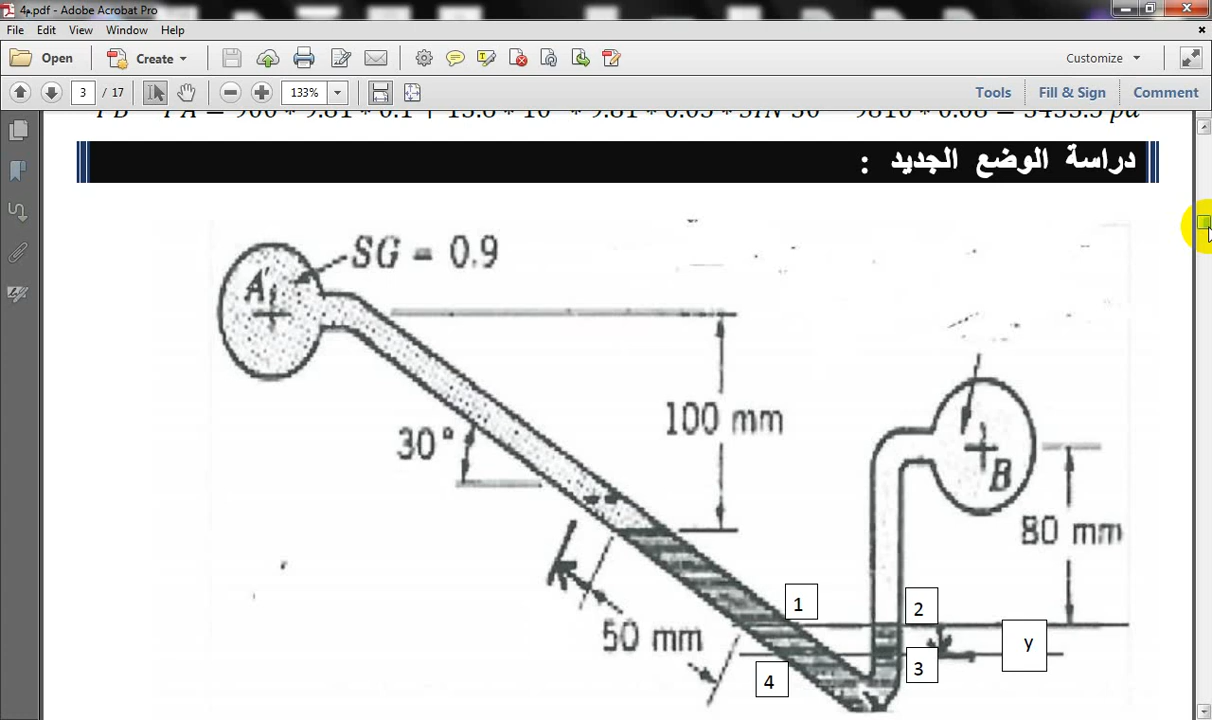 4م.pdf - Adobe Acrobat Pro
File Edit View Window Help
Open Create Customize
3 / 17 133% Tools Fill & Sign Comment
دراسة الوضع الجديد :
A SG = 0.9
100 mm
30°
B
80 mm
1 2
50 mm y
4 3